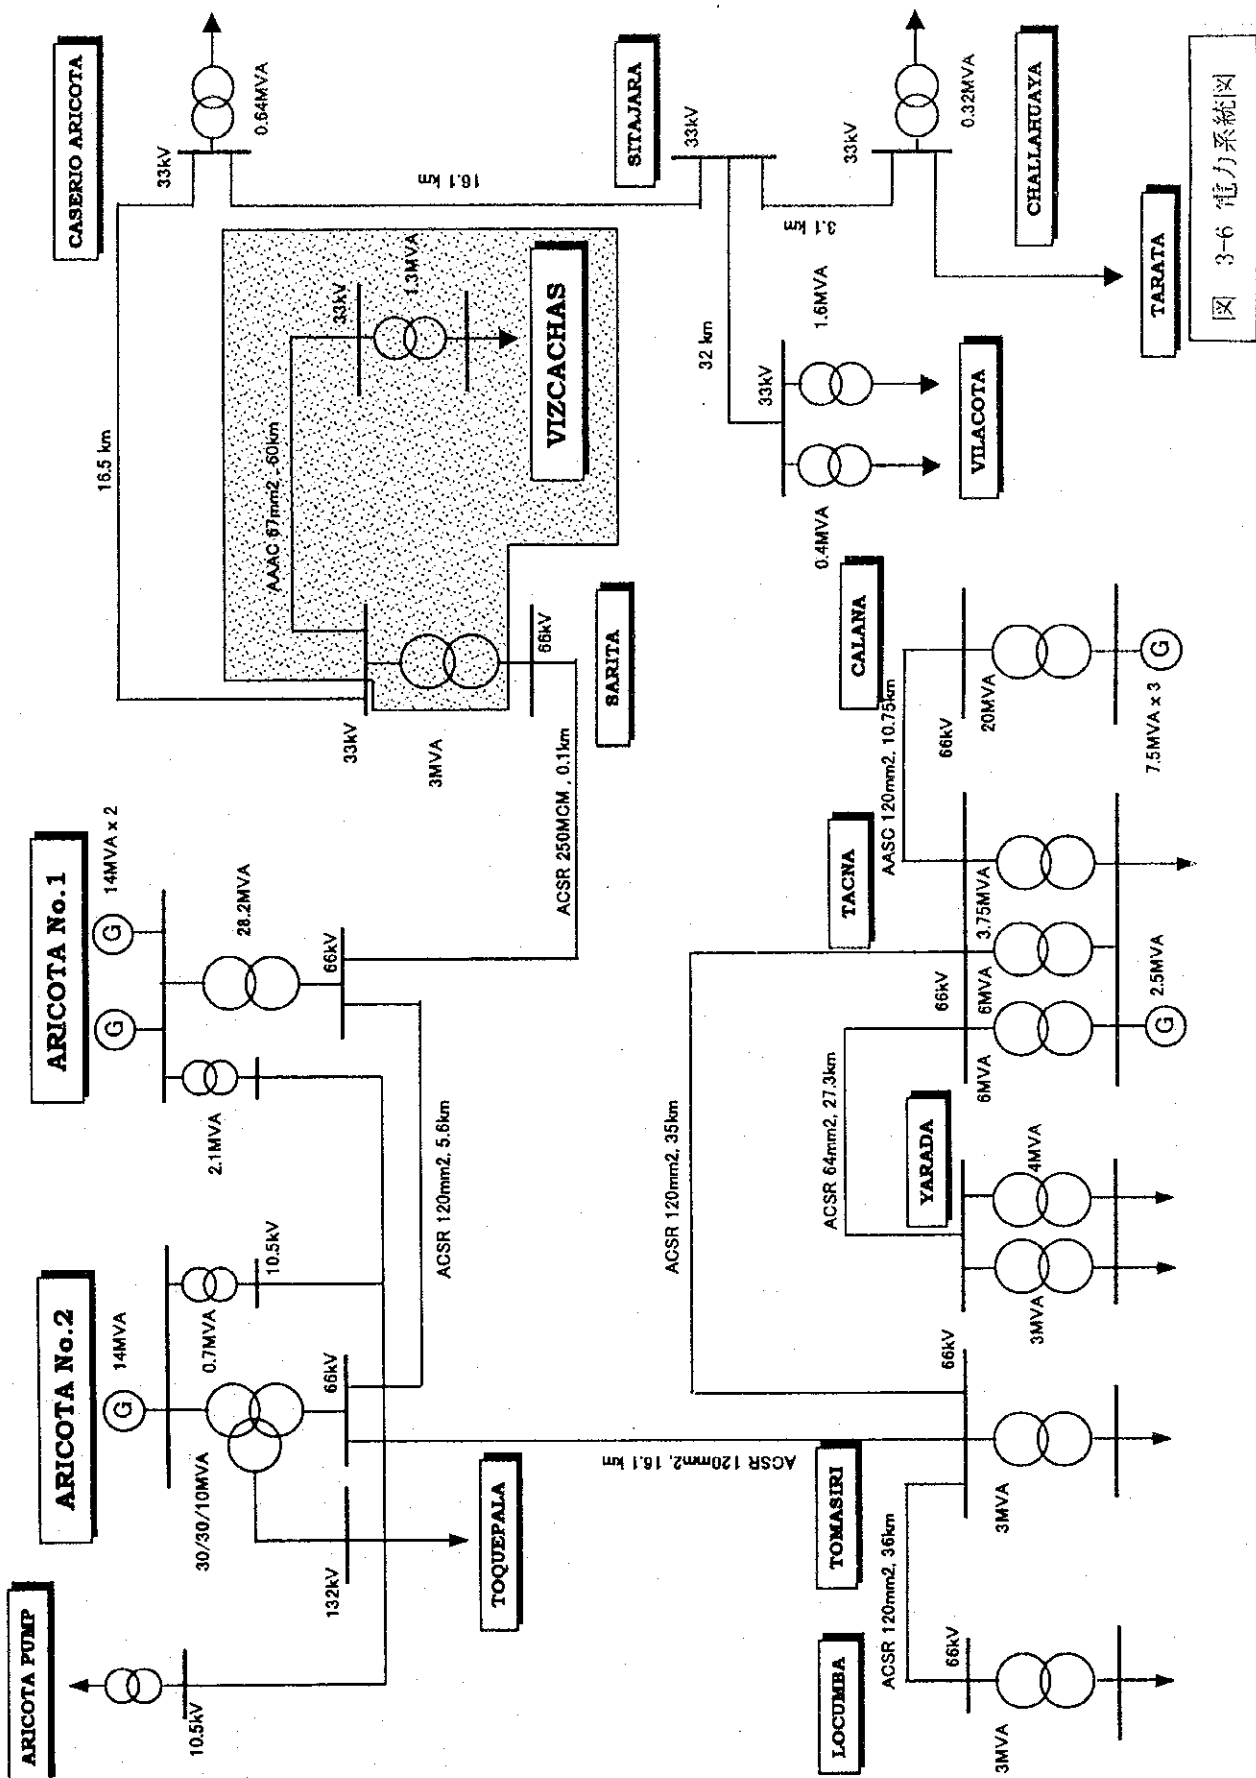 ARICOTA PUMP
10.5kV
ARICOTA No.2
14MVA
0.7MVA
10.5kV
30/30/10MVA
66kV
132kV
TOQUEPALA
ARICOTA No.1
14MVA x 2
28.2MVA
2.1MVA
66kV
ACSR 120mm2, 5.6km
ACSR 250MCM , 0.1km
CASERIO ARICOTA
33kV
0.64MVA
16.5 km
16.1 km
33kV
3MVA
66kV
SARITA
AAAC 67mm2 , 60km
33kV
1.3MVA
VIZCACHAS
SITAJARA
33kV
32 km
3.1 km
33kV
0.4MVA
1.6MVA
VILACOTA
33kV
0.32MVA
CHALLAHUAYA
TARATA
LOCUMBA
66kV
3MVA
ACSR 120mm2, 36km
TOMASIRI
ACSR 120mm2, 16.1 km
66kV
3MVA
ACSR 120mm2, 35km
YARADA
3MVA
4MVA
ACSR 64mm2, 27.3km
TACNA
66kV
6MVA
6MVA
3.75MVA
2.5MVA
G
G
G
G
G
AASC 120mm2, 10.75km
CALANA
66kV
20MVA
7.5MVA x 3
図 3-6 電力系統図